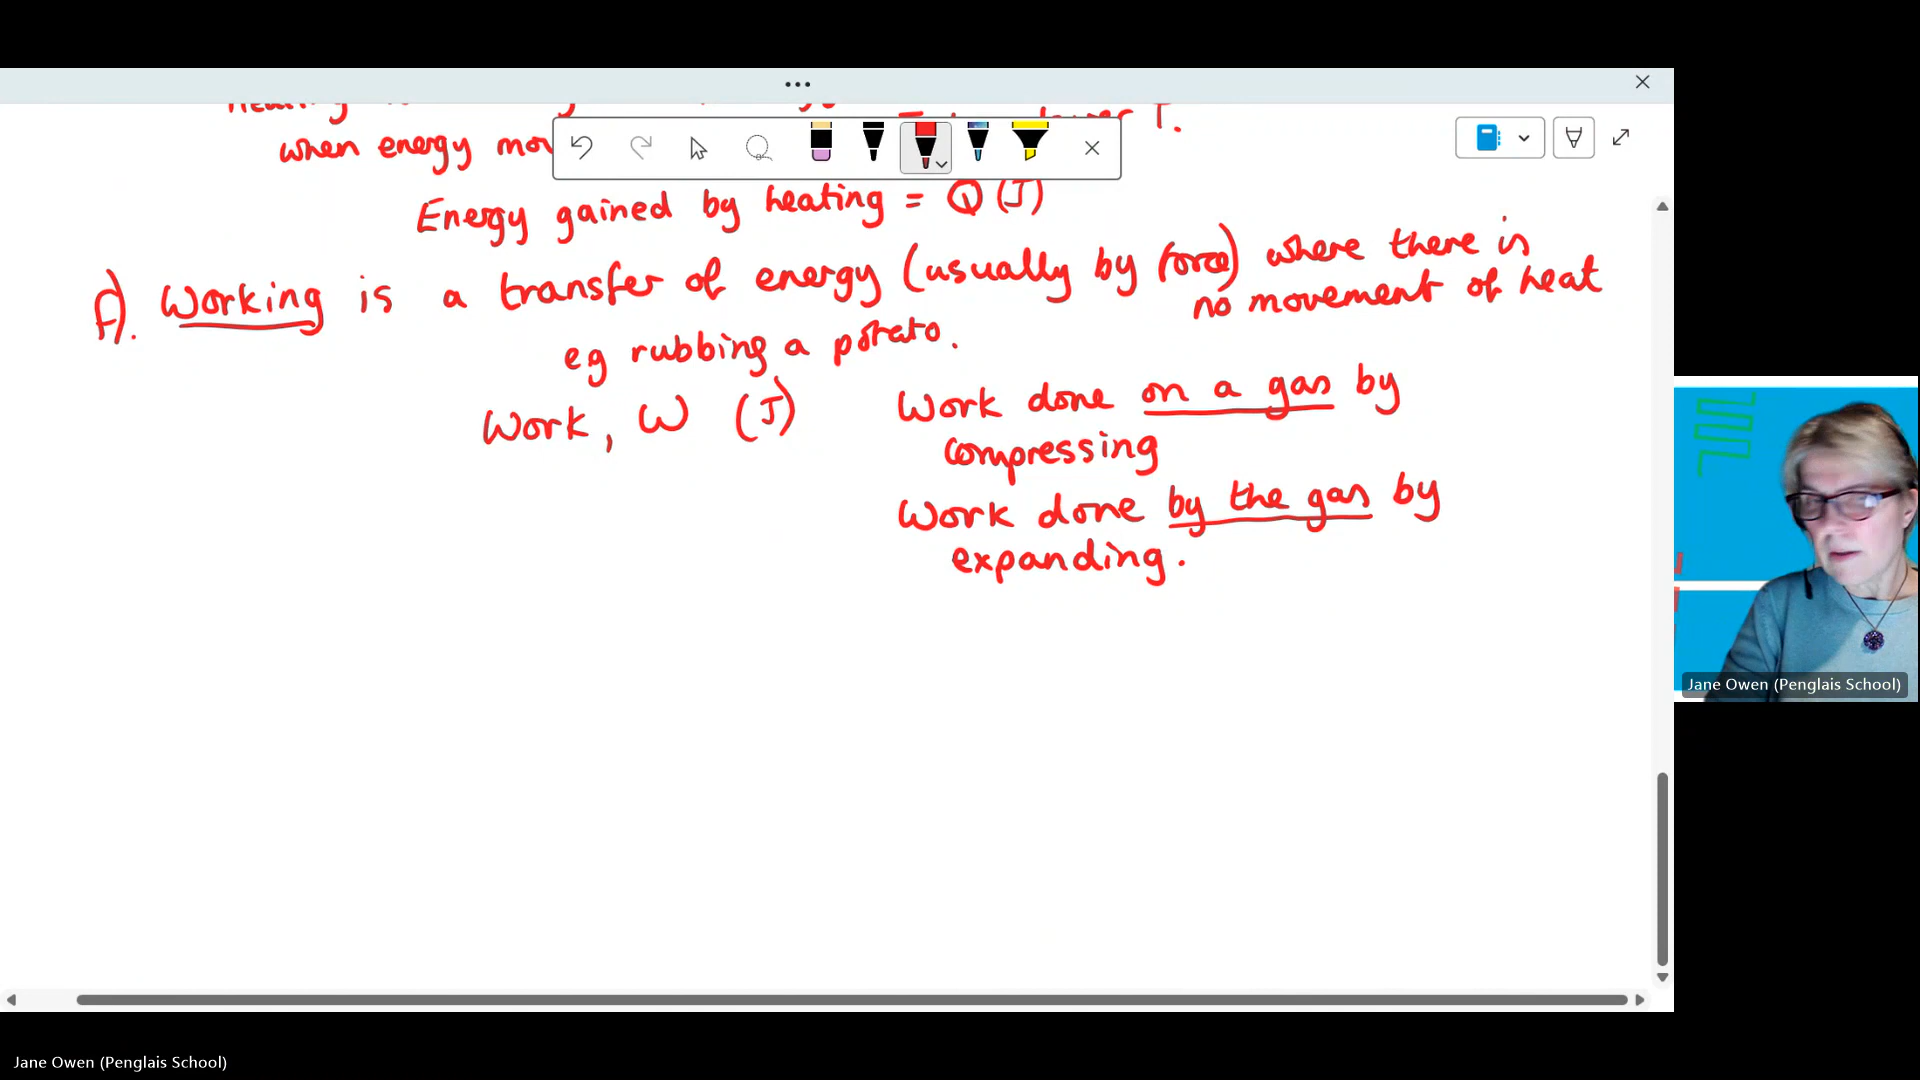 when energy
Energy gained by heating = Q (J)
f). Working is a transfer of energy (usually by force) where there is
no movement of heat
eg rubbing a potato.
Work, W (J)
Work done on a gas by
compressing
Work done by the gas by
expanding.
Jane Owen (Penglais School)
Jane Owen (Penglais School)